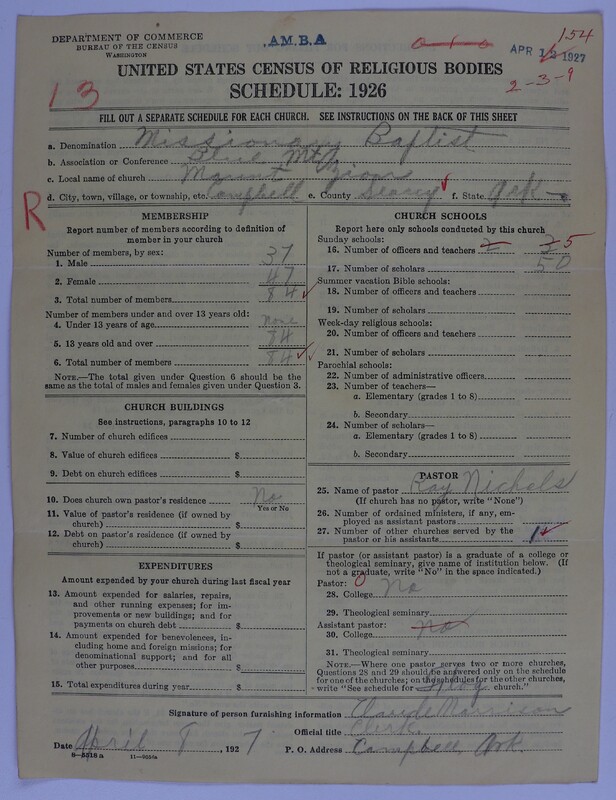 DEPARTMENT OF COMMERCE
BUREAU OF THE CENSUS
WASHINGTON
A.M.B.A
154
APR 12 1927
2-3-9
13
UNITED STATES CENSUS OF RELIGIOUS BODIES
SCHEDULE: 1926
FILL OUT A SEPARATE SCHEDULE FOR EACH CHURCH. SEE INSTRUCTIONS ON THE BACK OF THIS SHEET
a. Denomination Missionary Baptist
b. Association or Conference Blue Mt
c. Local name of church Mount Zion
d. City, town, village, or township, etc. Campbell e. County Searcy f. State Ark
R
MEMBERSHIP
Report number of members according to definition of member in your church
Number of members, by sex:
1. Male 37
2. Female 47
3. Total number of members 84
Number of members under and over 13 years old:
4. Under 13 years of age None
5. 13 years old and over 84
6. Total number of members 84
NOTE.—The total given under Question 6 should be the same as the total of males and females given under Question 3.
CHURCH BUILDINGS
See instructions, paragraphs 10 to 12
7. Number of church edifices
8. Value of church edifices $
9. Debt on church edifices $
10. Does church own pastor's residence No
Yes or No
11. Value of pastor's residence (if owned by church) $
12. Debt on pastor's residence (if owned by church) $
EXPENDITURES
Amount expended by your church during last fiscal year
13. Amount expended for salaries, repairs, and other running expenses; for improvements or new buildings; and for payments on church debt $
14. Amount expended for benevolences, including home and foreign missions; for denominational support; and for all other purposes $
15. Total expenditures during year $
CHURCH SCHOOLS
Report here only schools conducted by this church
Sunday schools:
16. Number of officers and teachers 2 5
17. Number of scholars 50
Summer vacation Bible schools:
18. Number of officers and teachers
19. Number of scholars
Week-day religious schools:
20. Number of officers and teachers
21. Number of scholars
Parochial schools:
22. Number of administrative officers
23. Number of teachers—
a. Elementary (grades 1 to 8)
b. Secondary
24. Number of scholars—
a. Elementary (grades 1 to 8)
b. Secondary
PASTOR
25. Name of pastor Ray Nichels
(If church has no pastor, write "None")
26. Number of ordained ministers, if any, employed as assistant pastors
27. Number of other churches served by the pastor or his assistants 1
If pastor (or assistant pastor) is a graduate of a college or theological seminary, give name of institution below. (If not a graduate, write "No" in the space indicated.)
Pastor: 0
28. College No
29. Theological seminary
Assistant pastor:
30. College No
31. Theological seminary
NOTE.—Where one pastor serves two or more churches, Questions 28 and 29 should be answered only on the schedule for one of the churches; on the schedules for the other churches, write "See schedule for church."
Signature of person furnishing information Claude Morrison
Official title Clerk
Date April 8, 1927 P. O. Address Campbell, Ark.
8—5318 a 11—9034a